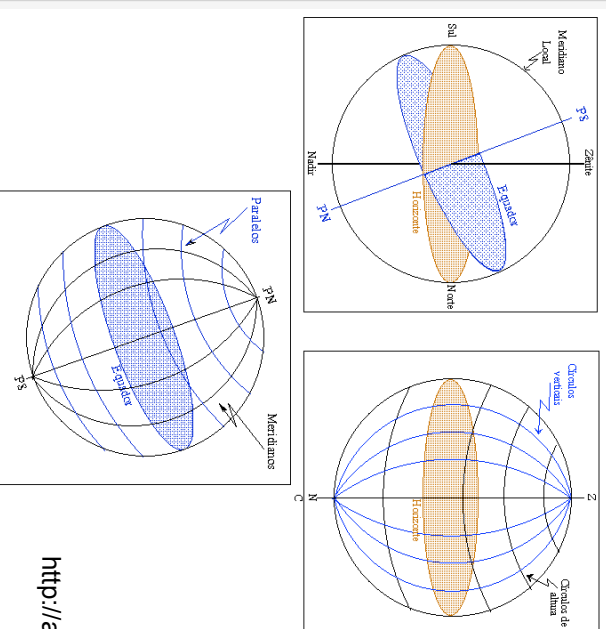 Meridiano
Local
Sul
PS
Zênite
Nadir
PN
Equador
Horizonte
Norte
Paralelos
PN
Equador
PS
Meridianos
Círculos
verticais
Z
N
C
Horizonte
Círculos de
altura
http://a